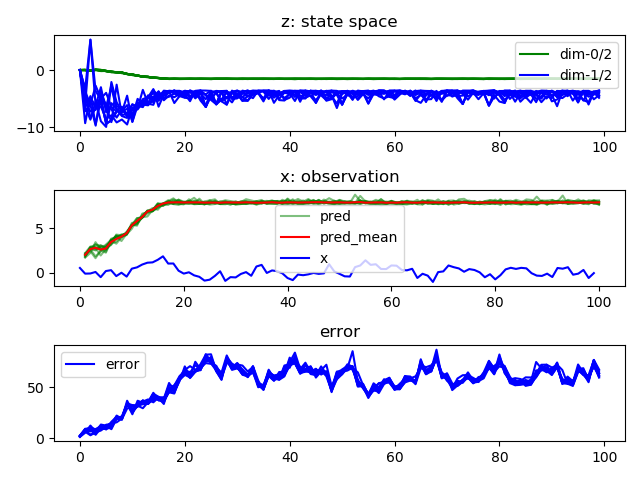 z: state space
0
−10
dim-0/2
dim-1/2
0 20 40 60 80 100
x: observation
5
0
pred
pred_mean
x
0 20 40 60 80 100
error
50
0
error
0 20 40 60 80 100